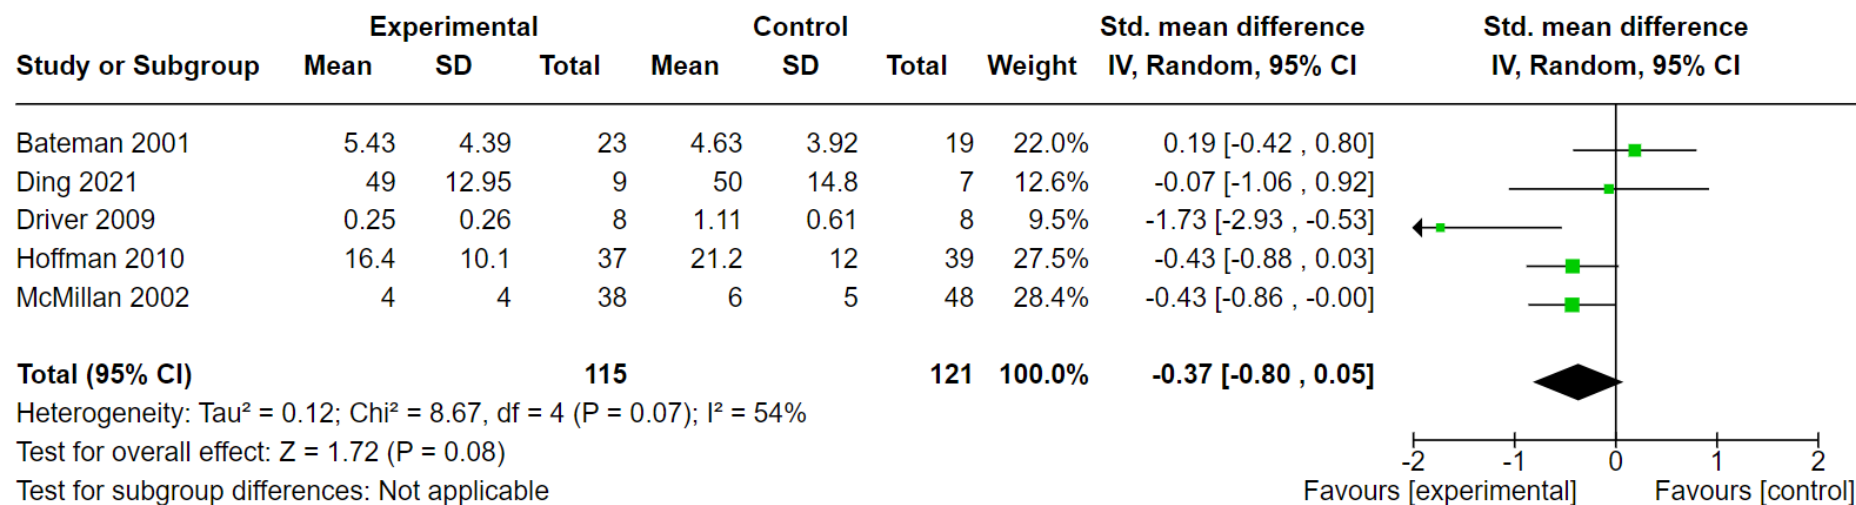 Experimental Control Std. mean difference Std. mean difference
Study or Subgroup Mean SD Total Mean SD Total Weight IV, Random, 95% CI IV, Random, 95% CI
Bateman 2001 5.43 4.39 23 4.63 3.92 19 22.0% 0.19 [-0.42 , 0.80]
Ding 2021 49 12.95 9 50 14.8 7 12.6% -0.07 [-1.06 , 0.92]
Driver 2009 0.25 0.26 8 1.11 0.61 8 9.5% -1.73 [-2.93 , -0.53]
Hoffman 2010 16.4 10.1 37 21.2 12 39 27.5% -0.43 [-0.88 , 0.03]
McMillan 2002 4 4 38 6 5 48 28.4% -0.43 [-0.86 , -0.00]
Total (95% CI) 115 121 100.0% -0.37 [-0.80 , 0.05]
Heterogeneity: Tau² = 0.12; Chi² = 8.67, df = 4 (P = 0.07); I² = 54%
Test for overall effect: Z = 1.72 (P = 0.08)
-2 -1 0 1 2
Test for subgroup differences: Not applicable Favours [experimental] Favours [control]